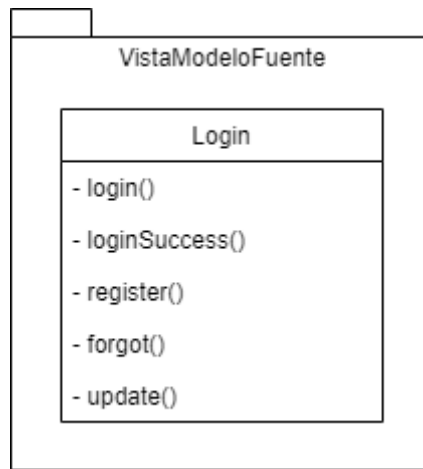 VistaModeloFuente
Login
- login()
- loginSuccess()
- register()
- forgot()
- update()